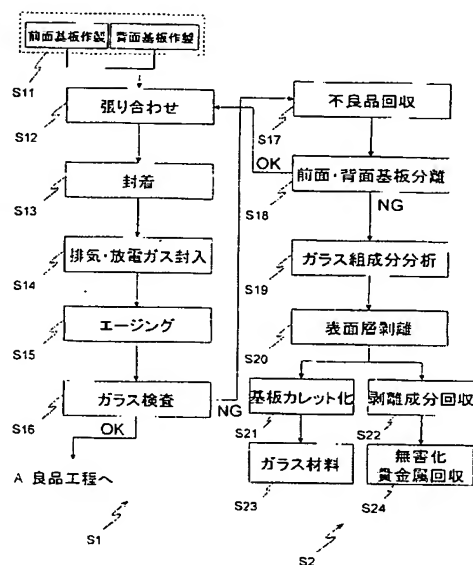 前面基板作製
背面基板作製
S11
張り合わせ
S12
封着
S13
排気・放電ガス封入
S14
エージング
S15
ガラス検査
S16
OK
NG
A 良品工程へ
S1
不良品回収
S17
OK
前面・背面基板分離
S18
NG
ガラス組成分分析
S19
表面層剥離
S20
基板カレット化
剥離成分回収
S21
S22
ガラス材料
無害化
貴金属回収
S23
S24
S2